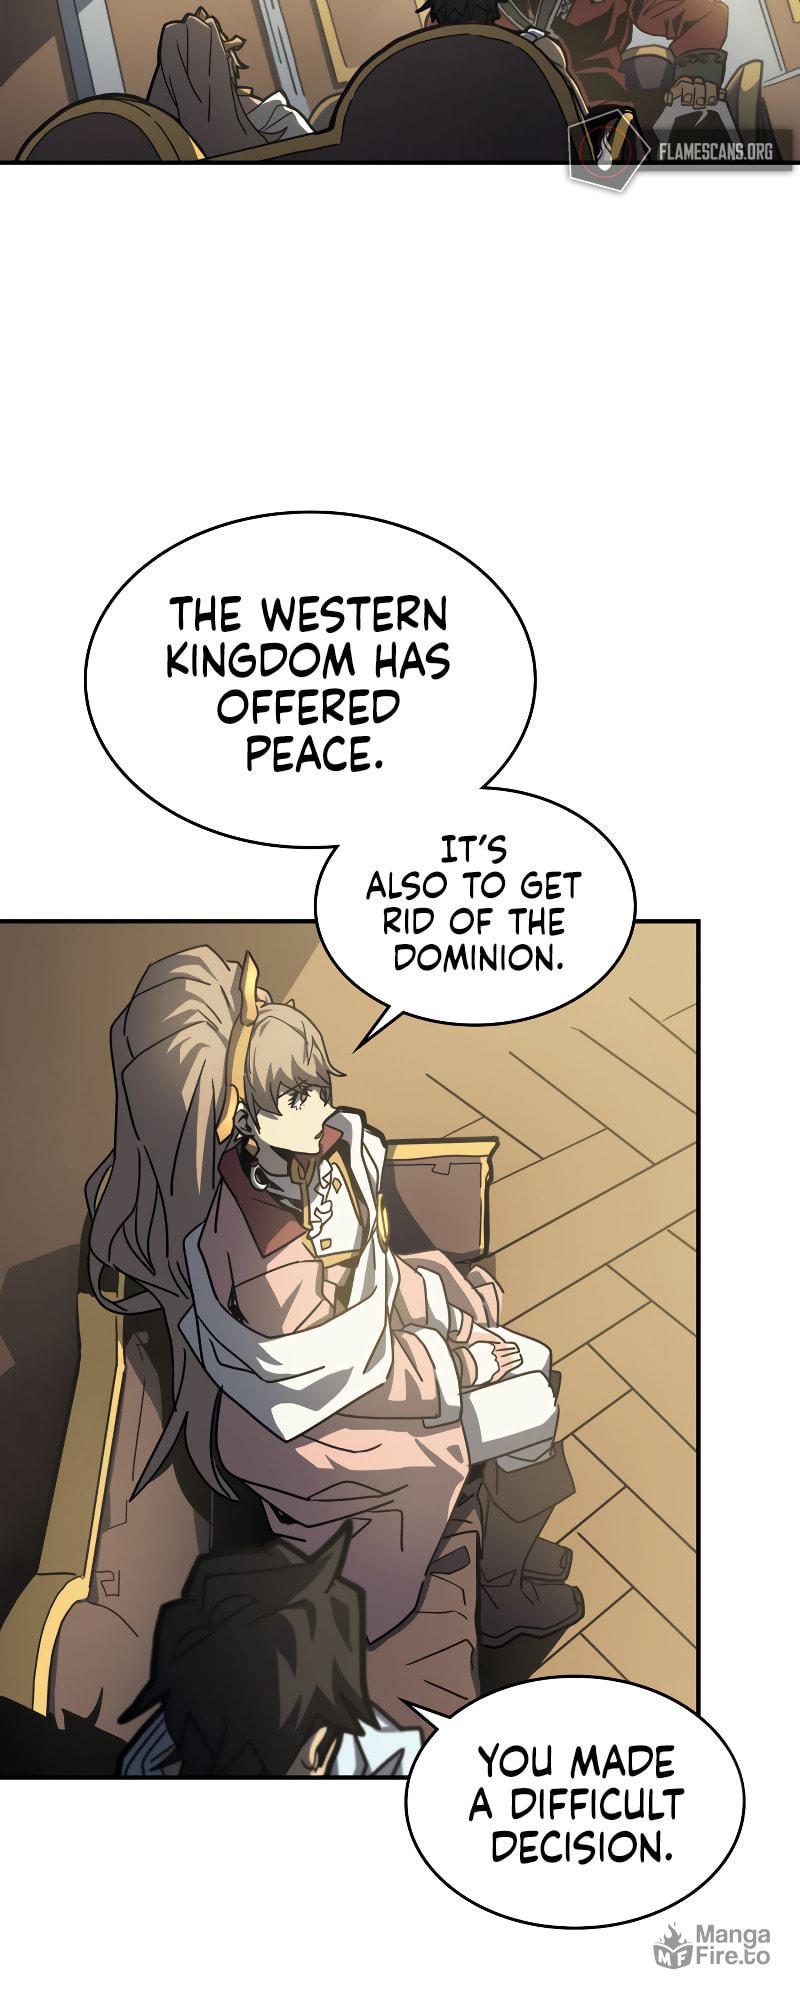 FLAMESCANS.ORG
THE WESTERN
KINGDOM HAS
OFFERED
PEACE.
IT'S
ALSO TO GET
RID OF THE
DOMINION.
YOU MADE
A DIFFICULT
DECISION.
Manga
MF Fire.to